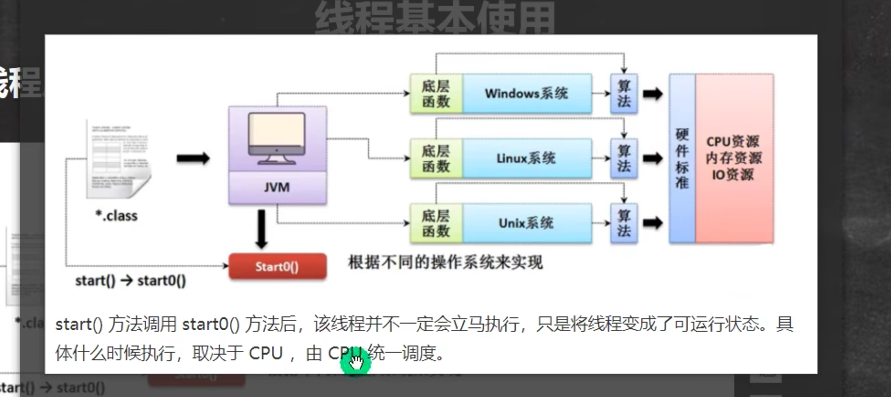 线程基本使用
线程
底层函数
Windows系统
算法
底层函数
Linux系统
算法
底层函数
Unix系统
算法
硬件标准
CPU资源
内存资源
IO资源
JVM
*.class
Start0()
start() → start0()
根据不同的操作系统来实现
start() 方法调用 start0() 方法后，该线程并不一定会立马执行，只是将线程变成了可运行状态。具
体什么时候执行，取决于 CPU ，由 CPU 统一调度。
*.cla
tart() → start0()